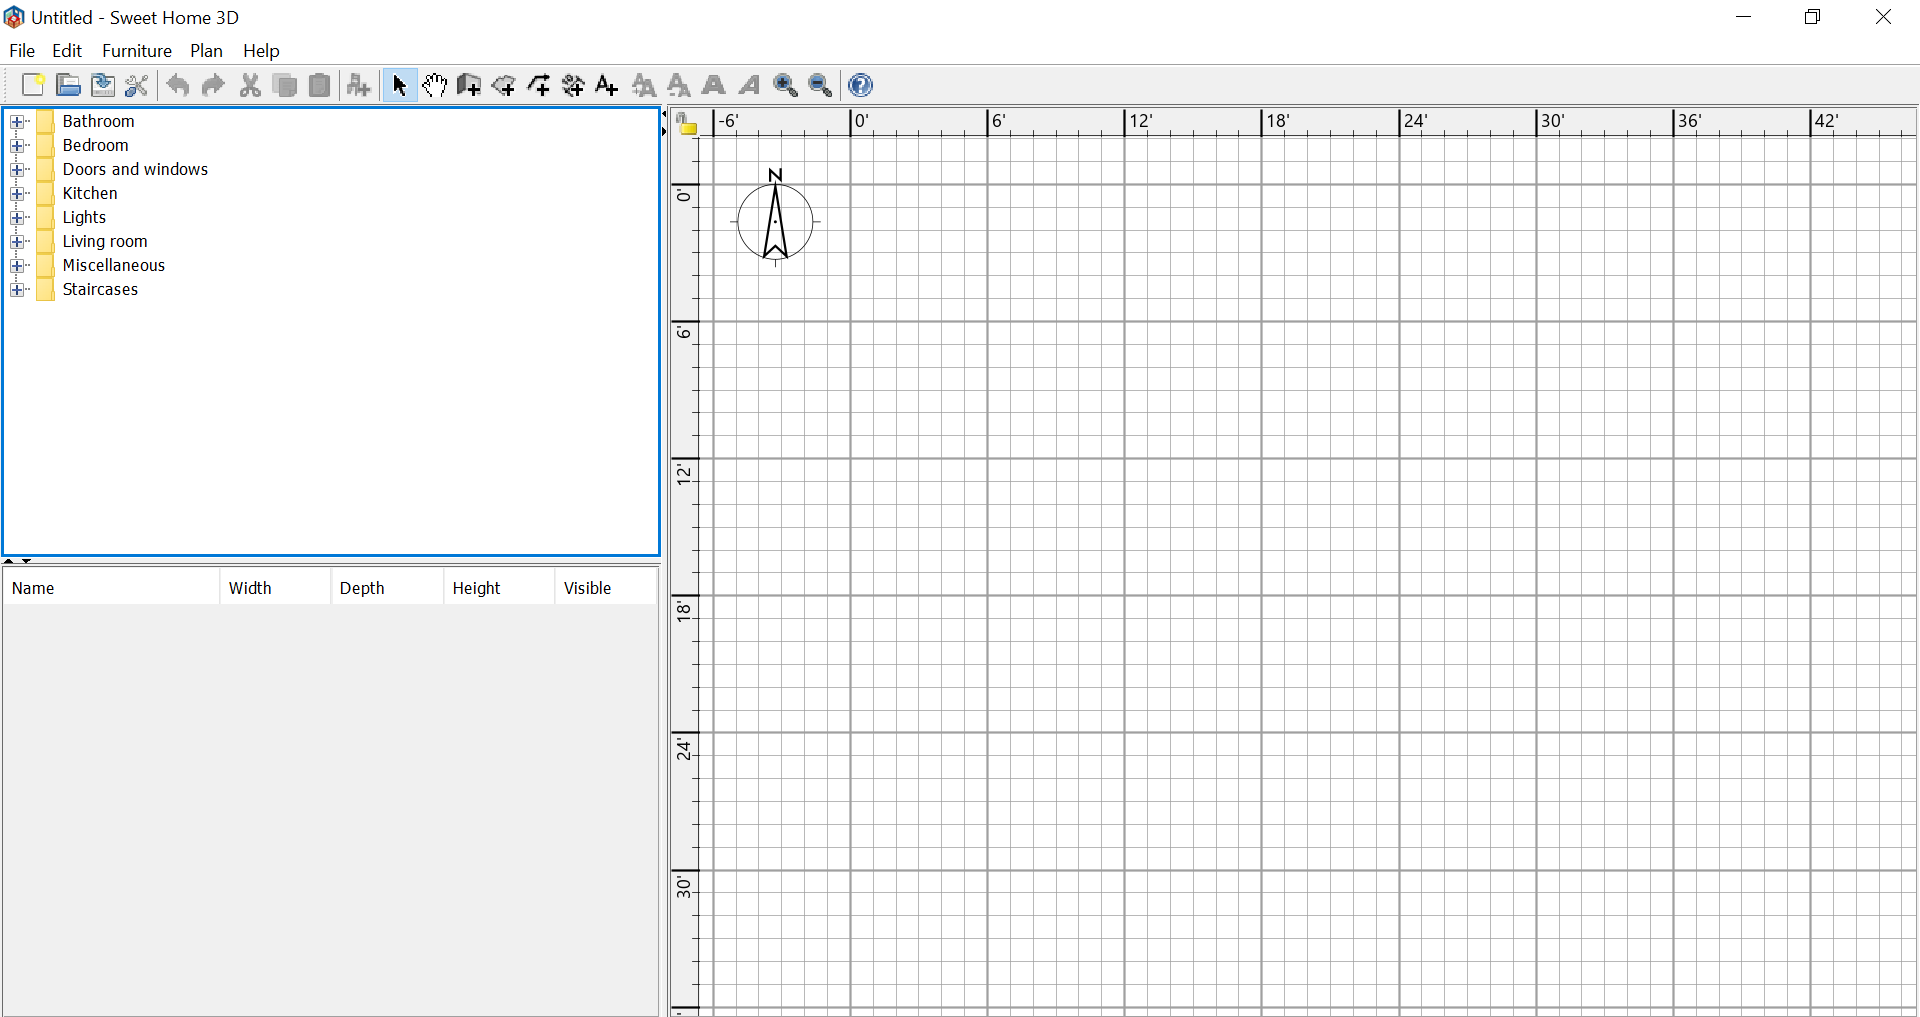 Untitled - Sweet Home 3D
File Edit Furniture Plan Help
Bathroom
Bedroom
Doors and windows
Kitchen
Lights
Living room
Miscellaneous
Staircases
Name Width Depth Height Visible
-6' 0' 6' 12' 18' 24' 30' 36' 42'
N
0'
6'
12'
18'
24'
30'